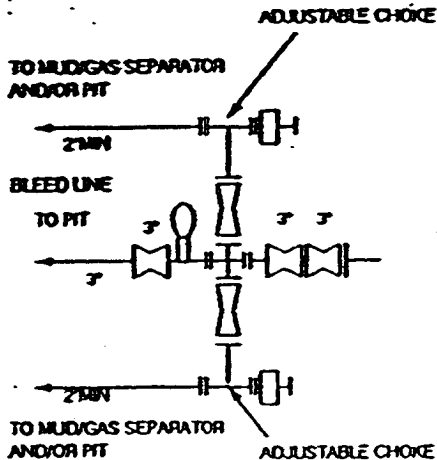 ADJUSTABLE CHOKE
TO MUD/GAS SEPARATOR
AND/OR PIT
2"MIN
BLEED LINE
TO PIT
3"
3" 3"
3"
2"MIN
TO MUD/GAS SEPARATOR
AND/OR PIT
ADJUSTABLE CHOKE